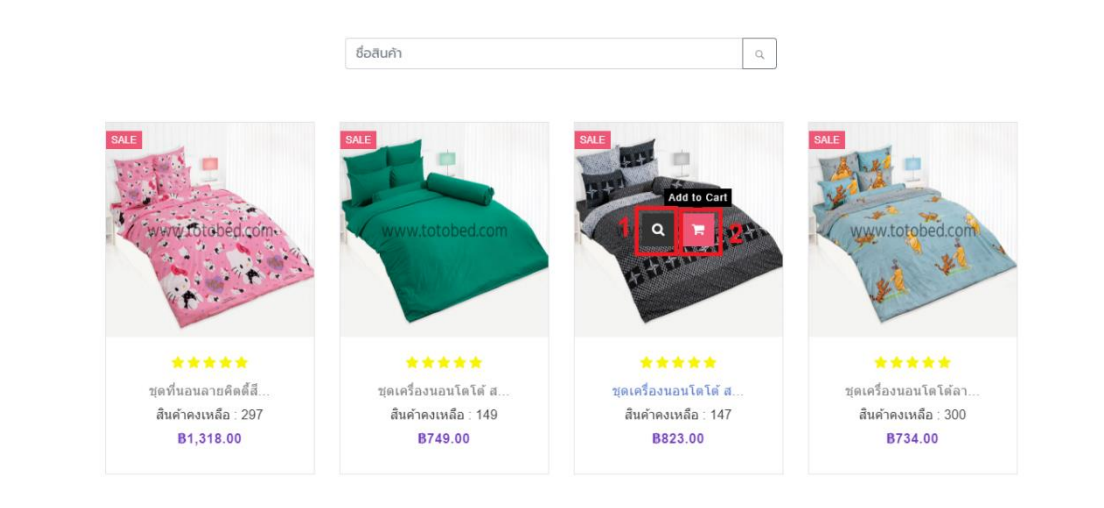 ชื่อสินค้า
SALE
SALE
SALE
SALE
Add to Cart
1
2
www.totobed.com
www.totobed.com
www.totobed.com
ชุดที่นอนลายคิตตี้สี...
ชุดเครื่องนอนโตโต้ ส...
ชุดเครื่องนอนโตโต้ ส...
ชุดเครื่องนอนโตโต้ลา...
สินค้าคงเหลือ : 297
สินค้าคงเหลือ : 149
สินค้าคงเหลือ : 147
สินค้าคงเหลือ : 300
฿1,318.00
฿749.00
฿823.00
฿734.00